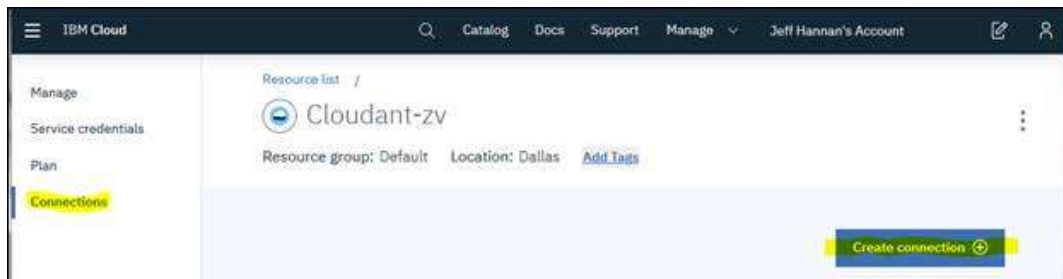 IBM Cloud Catalog Docs Support Manage Jeff Hannan's Account
Manage
Service credentials
Plan
Connections
Resource list /
Cloudant-zv
Resource group: Default Location: Dallas Add Tags
Create connection